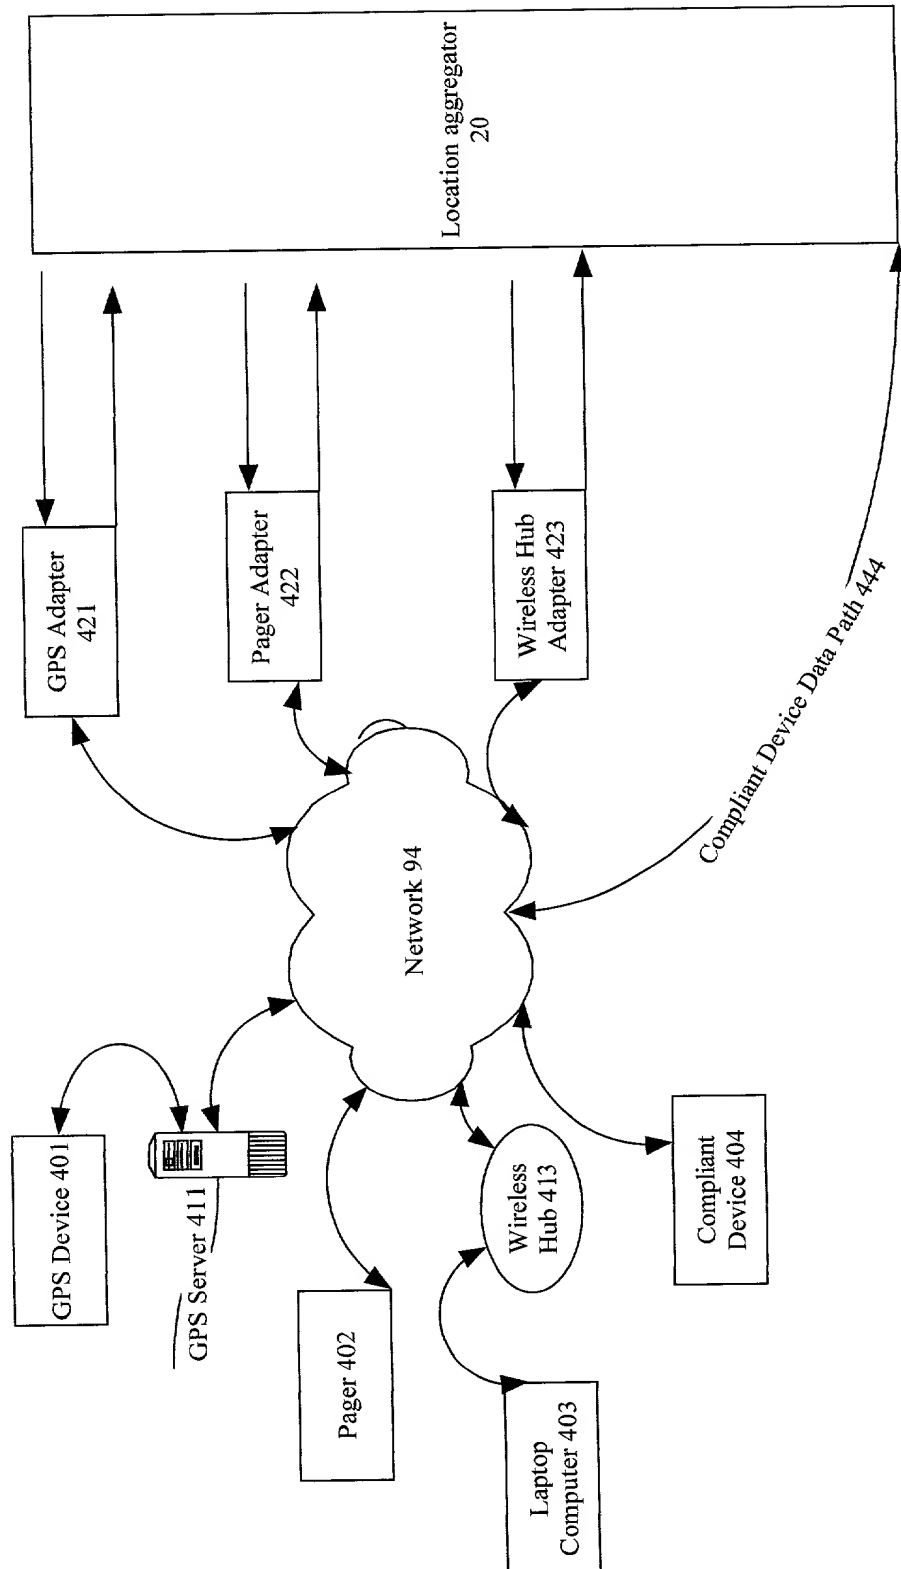 Location aggregator
20
GPS Adapter
421
Pager Adapter
422
Wireless Hub
Adapter 423
Compliant Device Data Path 444
Network 94
GPS Device 401
GPS Server 411
Pager 402
Wireless
Hub 413
Laptop
Computer 403
Compliant
Device 404